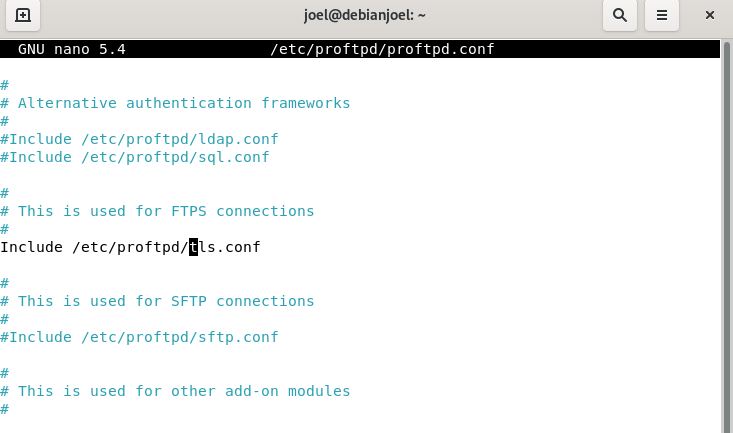 joel@debianjoel: ~
GNU nano 5.4 /etc/proftpd/proftpd.conf
#
# Alternative authentication frameworks
#
#Include /etc/proftpd/ldap.conf
#Include /etc/proftpd/sql.conf
#
# This is used for FTPS connections
#
Include /etc/proftpd/tls.conf
#
# This is used for SFTP connections
#
#Include /etc/proftpd/sftp.conf
#
# This is used for other add-on modules
#